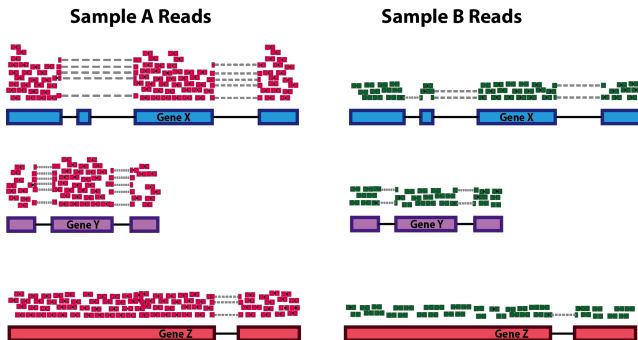 Sample A Reads
Sample B Reads
Gene X
Gene X
Gene Y
Gene Y
Gene Z
Gene Z